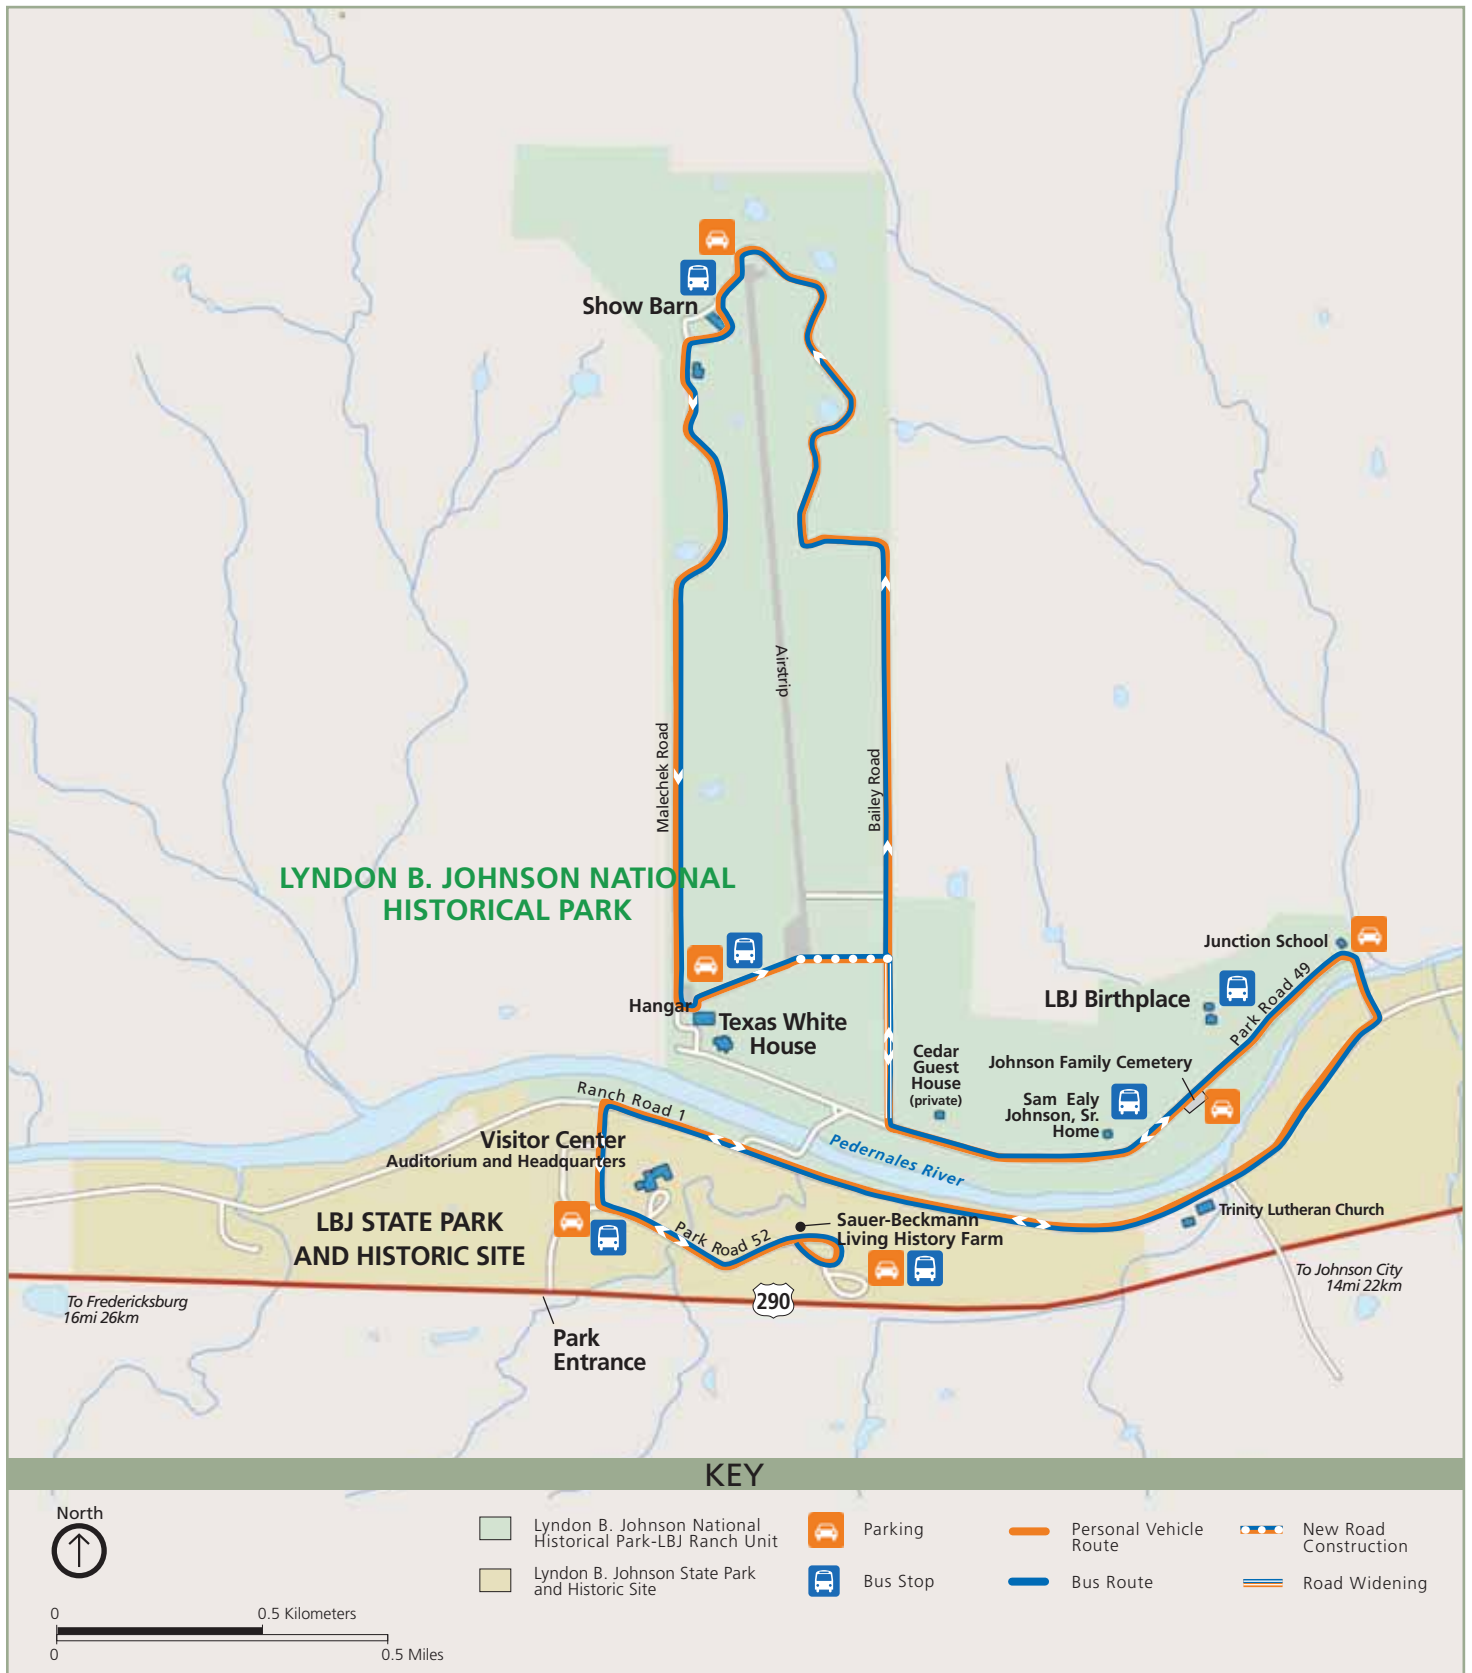 Show Barn
Airstrip
Malechek Road
Bailey Road
LYNDON B. JOHNSON NATIONAL
HISTORICAL PARK
Junction School
Park Road 49
LBJ Birthplace
Hangar
Texas White
House
Cedar
Guest
House
(private)
Johnson Family Cemetery
Sam Ealy
Johnson, Sr.
Home
Ranch Road 1
Visitor Center
Auditorium and Headquarters
Pedernales River
LBJ STATE PARK
AND HISTORIC SITE
Park Road 52
Sauer-Beckmann
Living History Farm
Trinity Lutheran Church
To Johnson City
14mi 22km
To Fredericksburg
16mi 26km
290
Park
Entrance
KEY
North
0 0.5 Kilometers
0 0.5 Miles
Lyndon B. Johnson National
Historical Park-LBJ Ranch Unit
Lyndon B. Johnson State Park
and Historic Site
Parking
Bus Stop
Personal Vehicle
Route
Bus Route
New Road
Construction
Road Widening